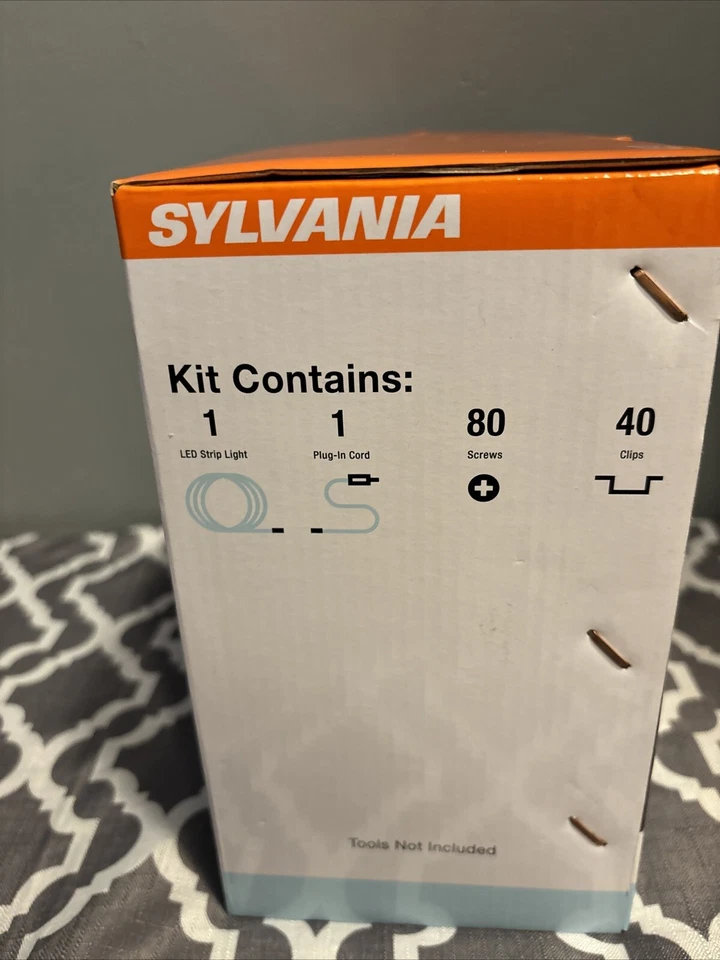 SYLVANIA
Kit Contains:
1 1 80 40
LED Strip Light Plug-In Cord Screws Clips
Tools Not Included